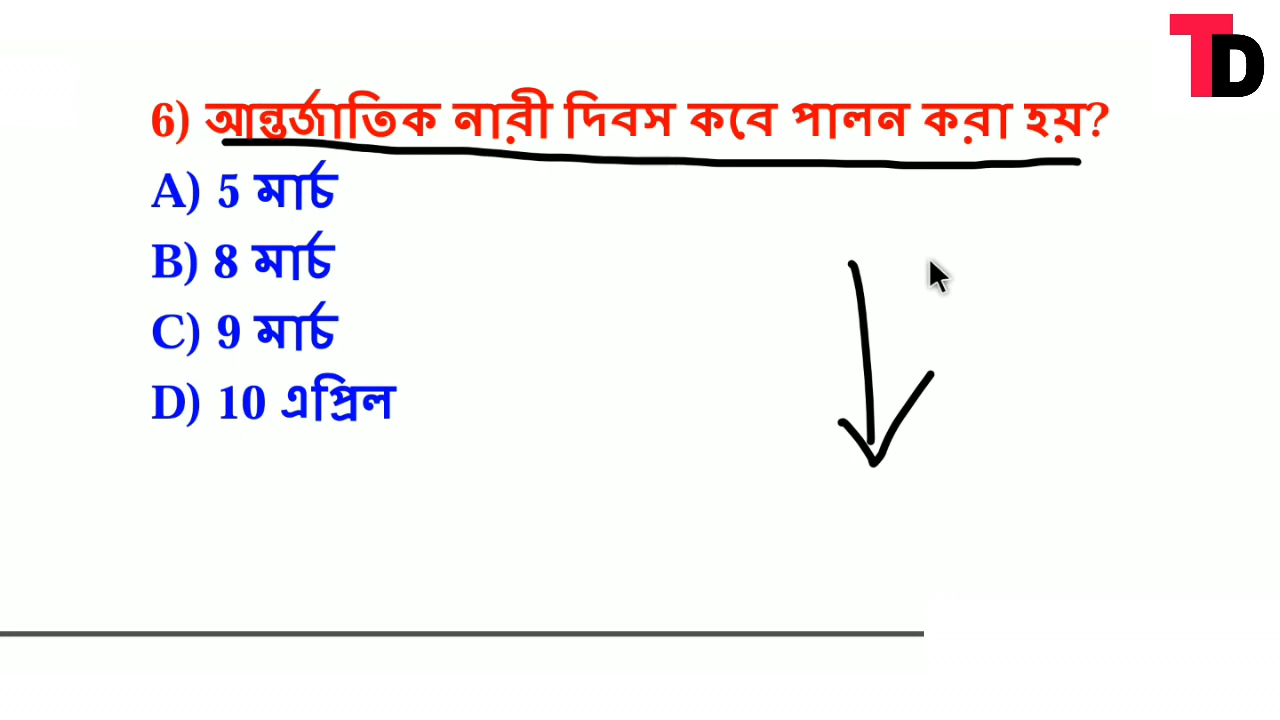 TD
6) আন্তর্জাতিক নারী দিবস কবে পালন করা হয়?
A) 5 মার্চ
B) 8 মার্চ
C) 9 মার্চ
D) 10 এপ্রিল